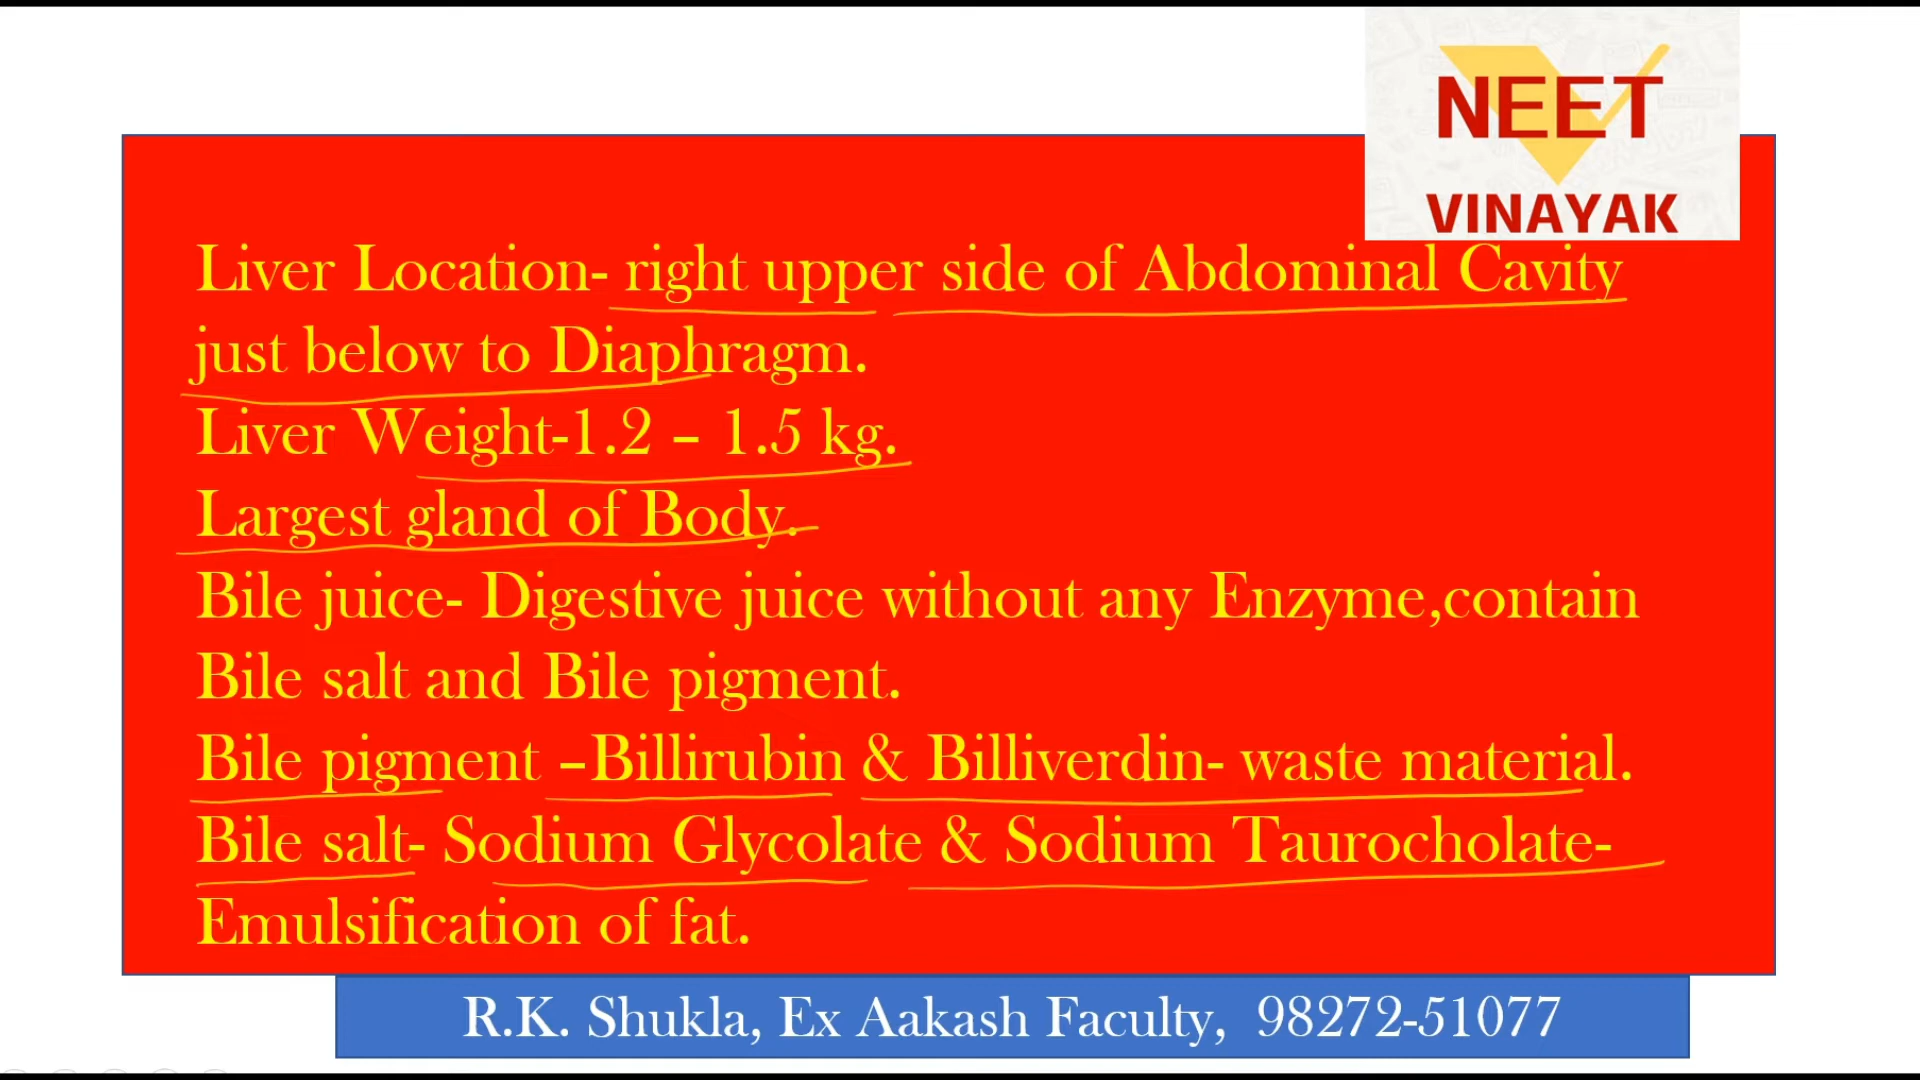 NEET
VINAYAK
Liver Location- right upper side of Abdominal Cavity
just below to Diaphragm.
Liver Weight-1.2 – 1.5 kg.
Largest gland of Body.
Bile juice- Digestive juice without any Enzyme,contain
Bile salt and Bile pigment.
Bile pigment –Billirubin & Billiverdin- waste material.
Bile salt- Sodium Glycolate & Sodium Taurocholate-
Emulsification of fat.
R.K. Shukla, Ex Aakash Faculty, 98272-51077